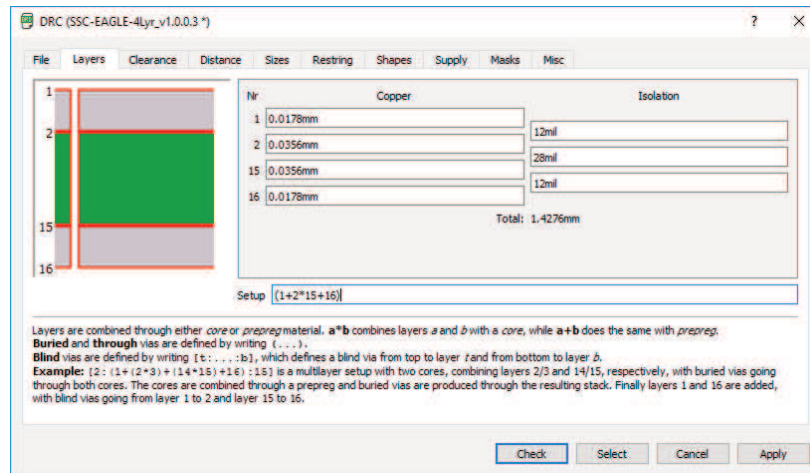 DRC (SSC-EAGLE-4Lyr_v1.0.0.3 *)
File Layers Clearance Distance Sizes Restring Shapes Supply Masks Misc
Nr Copper Isolation
1
2
15
16
1 0.0178mm
12mil
2 0.0356mm
28mil
15 0.0356mm
12mil
16 0.0178mm
Total: 1.4276mm
Setup (1+2*15+16)
Layers are combined through either core or prepreg material. a*b combines layers a and b with a core, while a+b does the same with prepreg.
Buried and through vias are defined by writing (...).
Blind vias are defined by writing [t:...:b], which defines a blind via from top to layer t and from bottom to layer b.
Example: [2:(1+(2*3)+(14*15)+16):15] is a multilayer setup with two cores, combining layers 2/3 and 14/15, respectively, with buried vias going
through both cores. The cores are combined through a prepreg and buried vias are produced through the resulting stack. Finally layers 1 and 16 are added,
with blind vias going from layer 1 to 2 and layer 15 to 16.
Check Select Cancel Apply